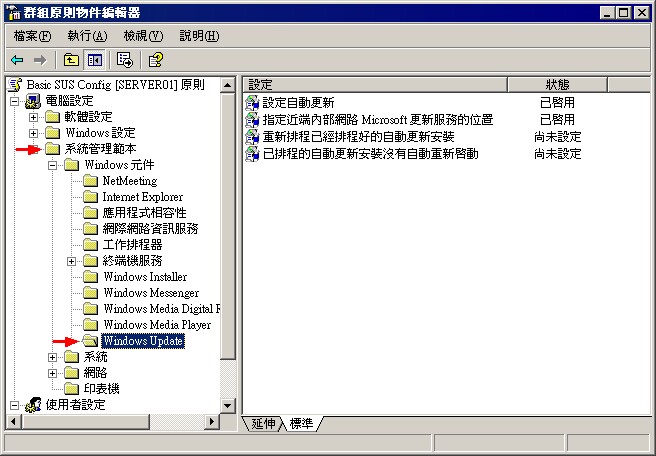 群組原則物件編輯器
檔案(F) 執行(A) 檢視(V) 說明(H)
Basic SUS Config [SERVER01] 原則
電腦設定
軟體設定
Windows 設定
系統管理範本
Windows 元件
NetMeeting
Internet Explorer
應用程式相容性
網際網路資訊服務
工作排程器
終端機服務
Windows Installer
Windows Messenger
Windows Media Digital R
Windows Media Player
Windows Update
系統
網路
印表機
使用者設定
設定 狀態
設定自動更新 已啓用
指定近端內部網路 Microsoft 更新服務的位置 已啓用
重新排程已經排程好的自動更新安裝 尚未設定
已排程的自動更新安裝沒有自動重新啓動 尚未設定
延伸 標準